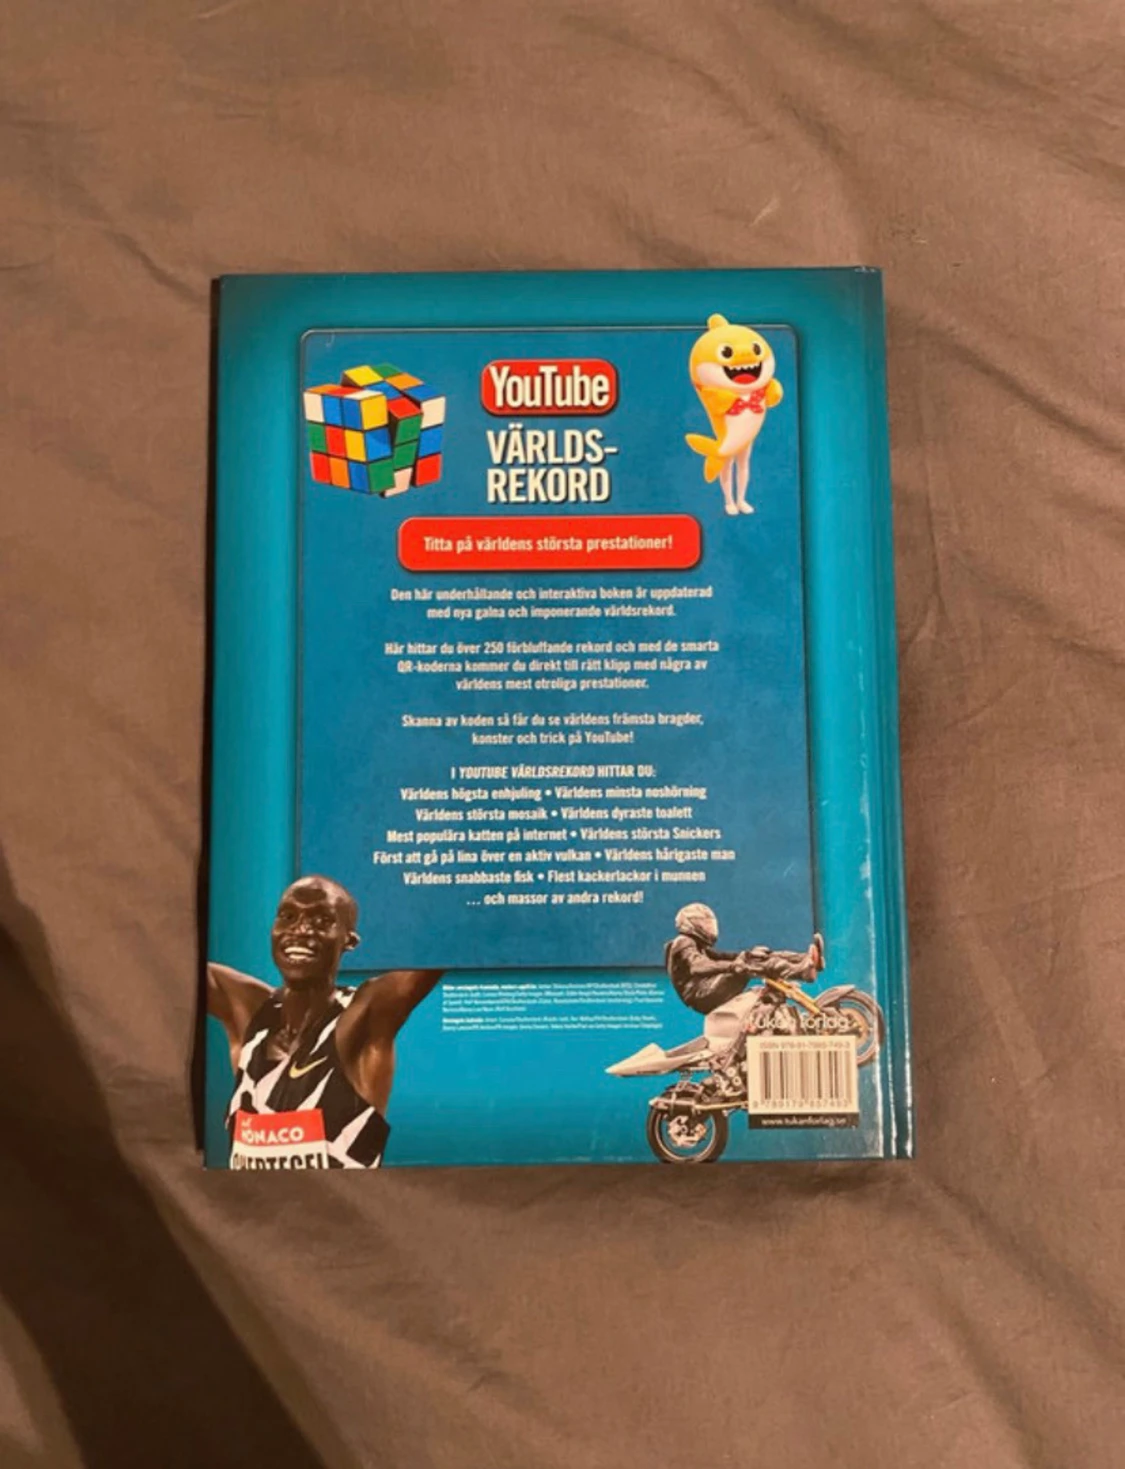 YouTube
VÄRLDS-
REKORD
Titta på världens största prestationer!
Den här underhållande och interaktiva boken är uppdaterad
med nya galna och imponerande världsrekord.
Här hittar du över 250 förbluffande rekord och med de smarta
QR-koderna kommer du direkt till rätt klipp med några av
världens mest otroliga prestationer.
Skanna av koden så får du se världens främsta bragder,
konster och trick på YouTube!
I YOUTUBE VÄRLDSREKORD HITTAR DU:
Världens högsta enhjuling • Världens minsta noshörning
Världens största mosaik • Världens dyraste toalett
Mest populära katten på internet • Världens största Snickers
Först att gå på lina över en aktiv vulkan • Världens hårigaste man
Världens snabbaste fisk • Flest kackerlackor i munnen
... och massor av andra rekord!
tukan förlag
ISBN
www.tukanforlag.se
MONACO